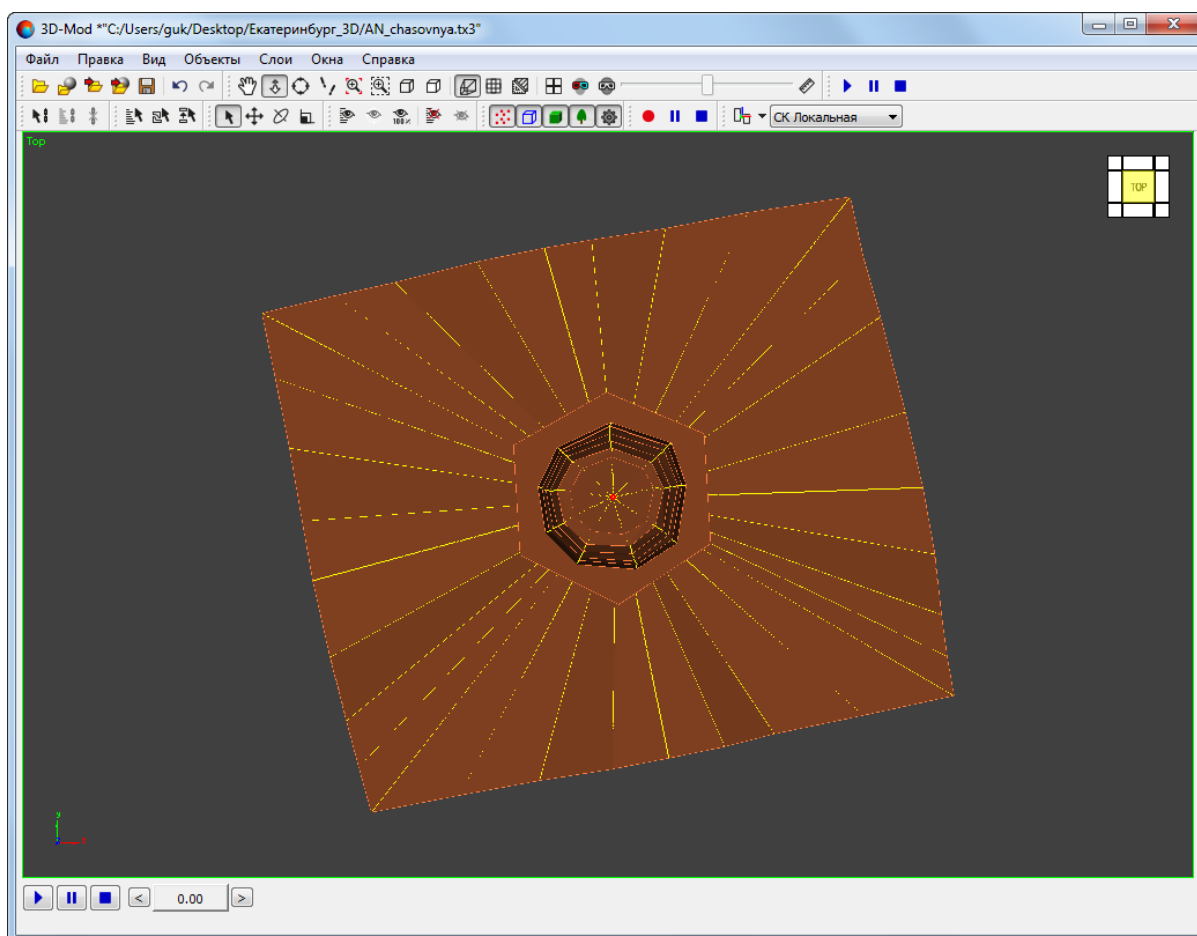 3D-Mod *"C:/Users/guk/Desktop/Екатеринбург_3D/AN_chasovnya.tx3"
Файл Правка Вид Объекты Слои Окна Справка
100%
СК Локальная
Top
TOP
y
x
0.00